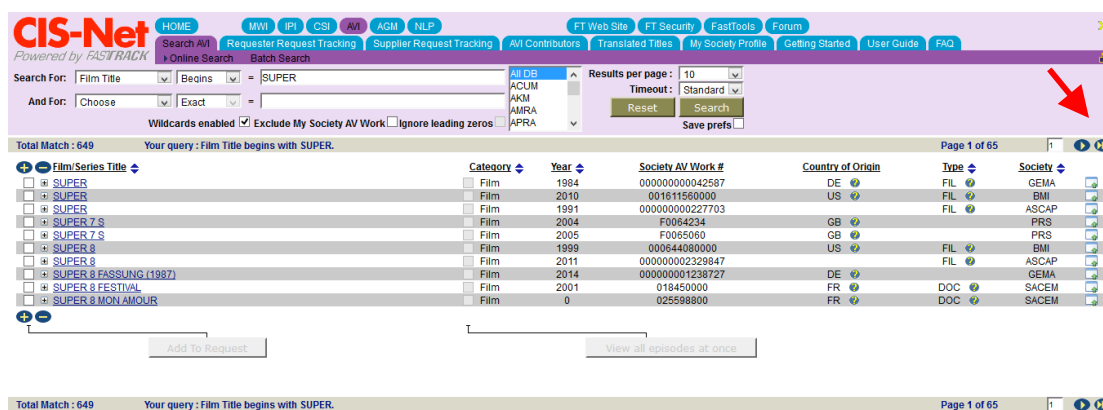 CIS-Net
Powered by FASTRACK
HOME MWI IPI CSI AVI AGM NLP FT Web Site FT Security FastTools Forum
Search AVI Requester Request Tracking Supplier Request Tracking AVI Contributors Translated Titles My Society Profile Getting Started User Guide FAQ
Online Search Batch Search
Search For: Film Title Begins = SUPER All DB Results per page : 10
ACUM Timeout : Standard
And For: Choose Exact = AKM Reset Search
AMRA
Wildcards enabled Exclude My Society AV Work Ignore leading zeros APRA Save prefs
Total Match : 649 Your query : Film Title begins with SUPER. Page 1 of 65 1
Film/Series Title Category Year Society AV Work # Country of Origin Type Society
SUPER Film 1984 000000000042587 DE FIL GEMA
SUPER Film 2010 001611560000 US FIL BMI
SUPER Film 1991 000000000227703 FIL ASCAP
SUPER 7 S Film 2004 F0064234 GB PRS
SUPER 7 S Film 2005 F0065060 GB PRS
SUPER 8 Film 1999 000644080000 US FIL BMI
SUPER 8 Film 2011 000000002329847 FIL ASCAP
SUPER 8 FASSUNG (1987) Film 2014 000000001238727 DE GEMA
SUPER 8 FESTIVAL Film 2001 018450000 FR DOC SACEM
SUPER 8 MON AMOUR Film 0 025598800 FR DOC SACEM
Add To Request View all episodes at once
Total Match : 649 Your query : Film Title begins with SUPER. Page 1 of 65 1